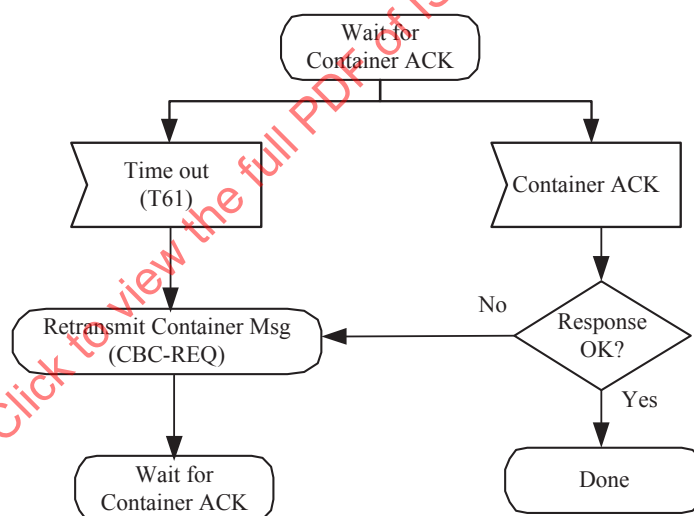 Wait for
Container ACK
Time out
(T61)
Container ACK
Retransmit Container Msg
(CBC-REQ)
No
Response
OK?
Yes
Wait for
Container ACK
Done
Click to view the full PDF of